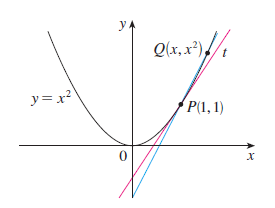 y
Q(x, x²)
t
y = x²
P(1, 1)
0
x